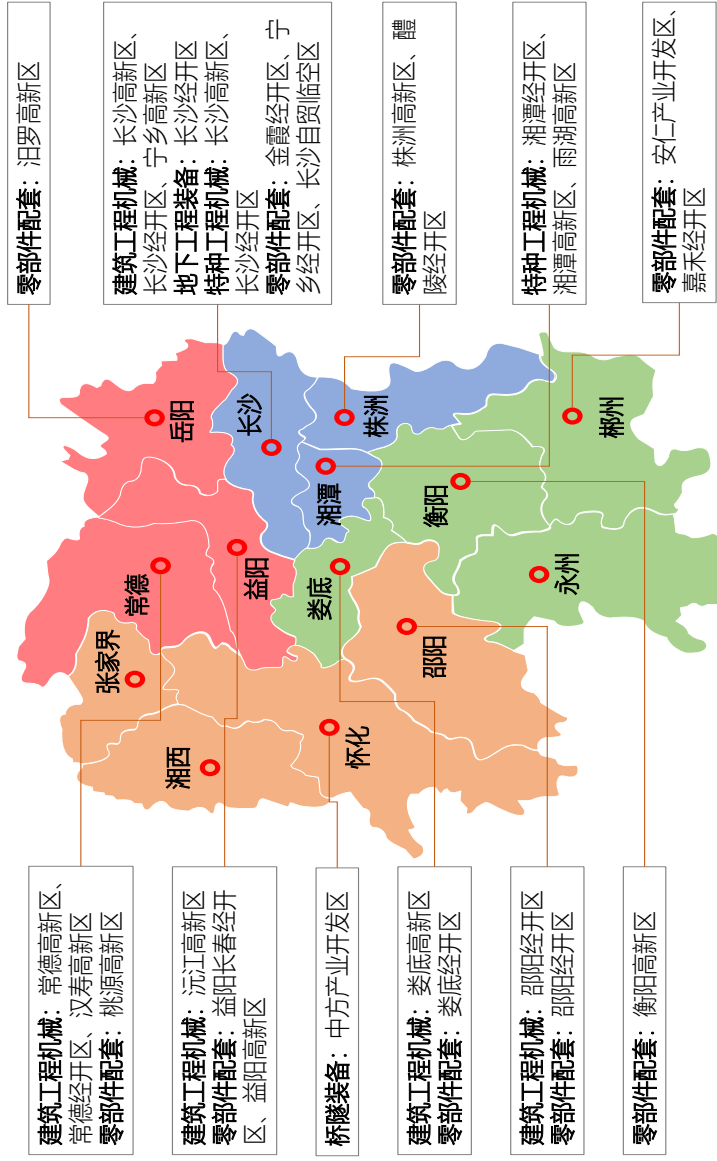 建筑工程机械：常德高新区、
常德经开区、汉寿高新区
零部件配套：桃源高新区
建筑工程机械：沅江高新区
零部件配套：益阳长春经开
区、益阳高新区
桥隧装备：中方产业开发区
建筑工程机械：娄底高新区
零部件配套：娄底经开区
建筑工程机械：邵阳经开区
零部件配套：邵阳经开区
零部件配套：衡阳高新区
张家界
常德
岳阳
湘西
益阳
长沙
怀化
娄底
湘潭
株洲
邵阳
衡阳
永州
郴州
零部件配套：汨罗高新区
建筑工程机械：长沙高新区、
长沙经开区、宁乡高新区
地下工程装备：长沙经开区
特种工程机械：长沙高新区、
长沙经开区
零部件配套：金霞经开区、宁
乡经开区、长沙自贸临空区
零部件配套：株洲高新区、醴
陵经开区
特种工程机械：湘潭经开区、
湘潭高新区、雨湖高新区
零部件配套：安仁产业开发区、
嘉禾经开区